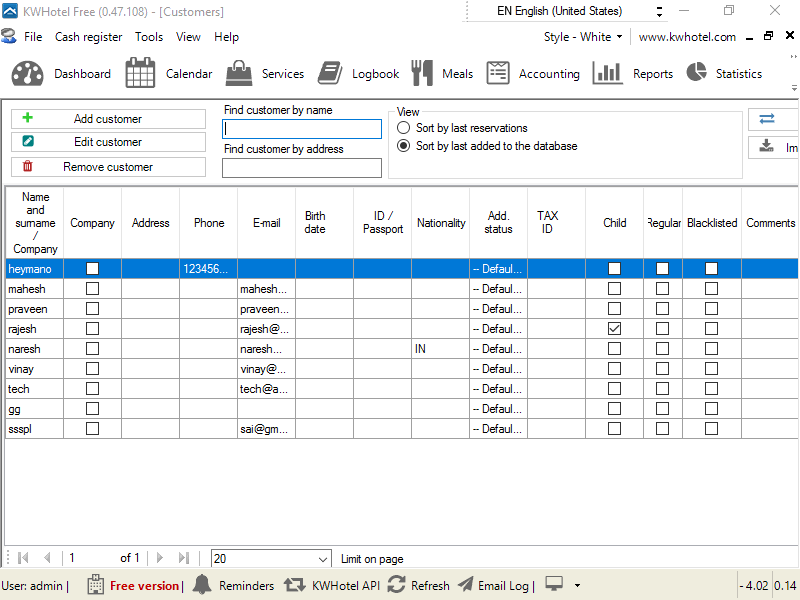 KWHotel Free (0.47.108) - [Customers]
EN English (United States)
File Cash register Tools View Help
Style - White
www.kwhotel.com
Dashboard Calendar Services Logbook Meals Accounting Reports Statistics
Add customer
Edit customer
Remove customer
Find customer by name
Find customer by address
View
Sort by last reservations
Sort by last added to the database
Im
Name and surname / Company
Company
Address
Phone
E-mail
Birth date
ID / Passport
Nationality
Add. status
TAX ID
Child
Regular
Blacklisted
Comments
heymano 123456... -- Defaul...
mahesh mahesh... -- Defaul...
praveen praveen... -- Defaul...
rajesh rajesh@... -- Defaul...
naresh naresh... IN -- Defaul...
vinay vinay@... -- Defaul...
tech tech@a... -- Defaul...
gg -- Defaul...
ssspl sai@gm... -- Defaul...
1 of 1 20 Limit on page
User: admin | Free version | Reminders KWHotel API Refresh Email Log | - 4.02 0.14